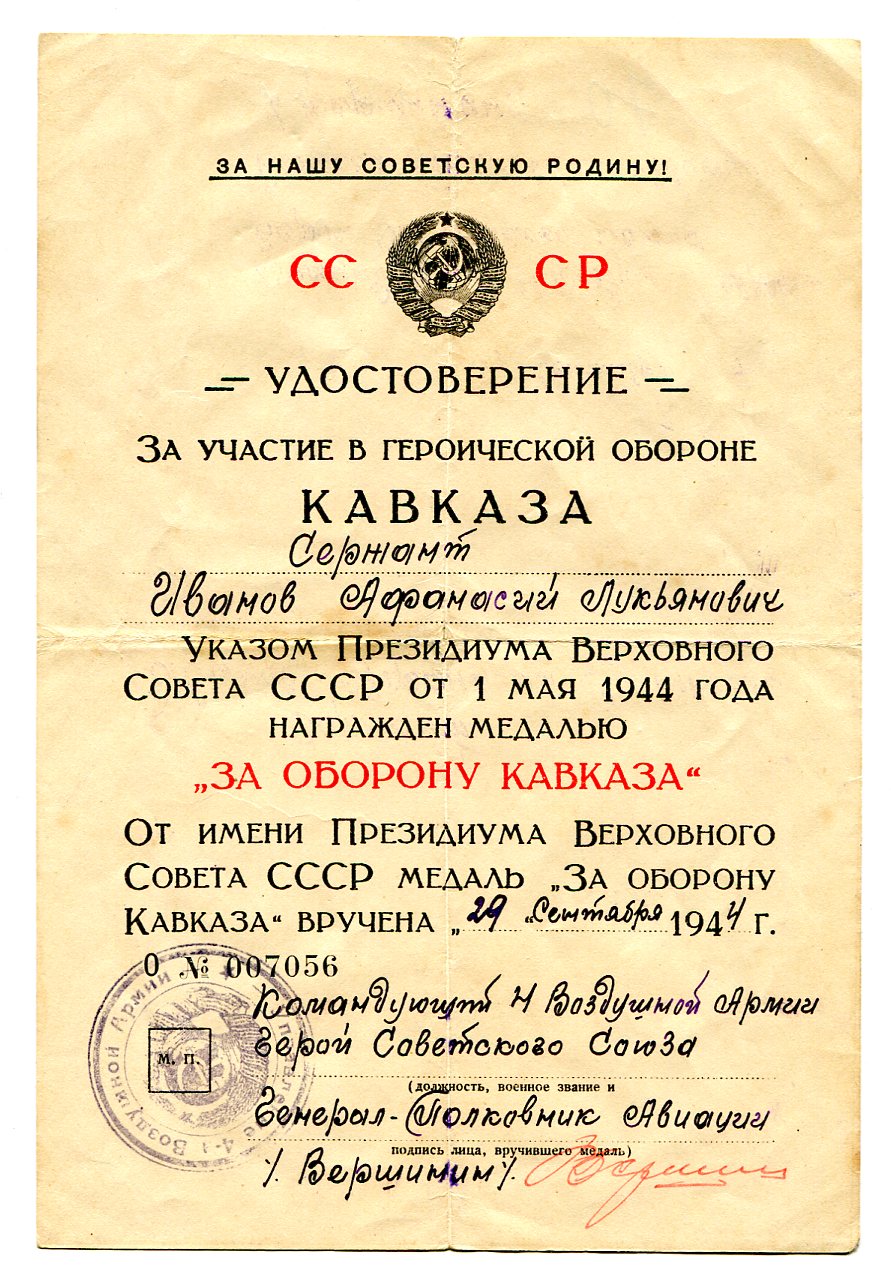 ЗА НАШУ СОВЕТСКУЮ РОДИНУ!
СС СР
УДОСТОВЕРЕНИЕ
ЗА УЧАСТИЕ В ГЕРОИЧЕСКОЙ ОБОРОНЕ
КАВКАЗА
Сержант
Иванов Афанасий Лукьянович
УКАЗОМ ПРЕЗИДИУМА ВЕРХОВНОГО
СОВЕТА СССР ОТ 1 МАЯ 1944 ГОДА
НАГРАЖДЕН МЕДАЛЬЮ
„ЗА ОБОРОНУ КАВКАЗА“
ОТ ИМЕНИ ПРЕЗИДИУМА ВЕРХОВНОГО
СОВЕТА СССР МЕДАЛЬ „ЗА ОБОРОНУ
КАВКАЗА“ ВРУЧЕНА „29“ Сентября 1944 Г.
О № 007056
Командующий 4 Воздушной Армии
Герой Советского Союза
М. П.
(должность, военное звание и
Генерал-Полковник Авиации
подпись лица, вручившего медаль)
/. Вершинин /.
4-й Воздушной Армии